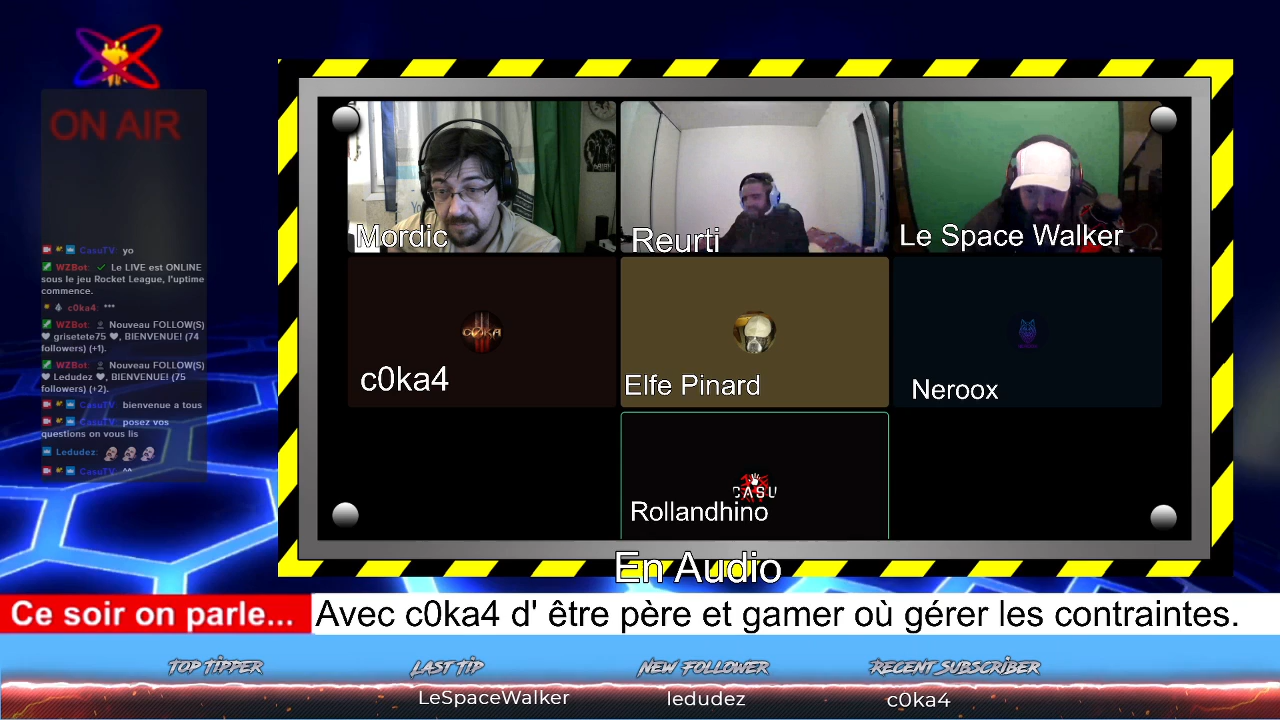 ON AIR
CasuTV: yo
WZBot: ✓ Le LIVE est ONLINE
sous le jeu Rocket League, l'uptime
commence.
c0ka4: ***
WZBot: Nouveau FOLLOW(S)
♥ grisetete75 ♥, BIENVENUE! (74
followers) (+1).
WZBot: Nouveau FOLLOW(S)
♥ Ledudez ♥, BIENVENUE! (75
followers) (+2).
CasuTV: bienvenue a tous
CasuTV: posez vos
questions on vous lis
Ledudez:
CasuTV: ^^
Mordic
Reurti
Le Space Walker
COKA
c0ka4
Elfe Pinard
Neroox
CASU
Rollandhino
En Audio
Ce soir on parle... Avec c0ka4 d' être père et gamer où gérer les contraintes.
TOP TIPPER
LAST TIP
NEW FOLLOWER
RECENT SUBSCRIBER
LeSpaceWalker
ledudez
c0ka4